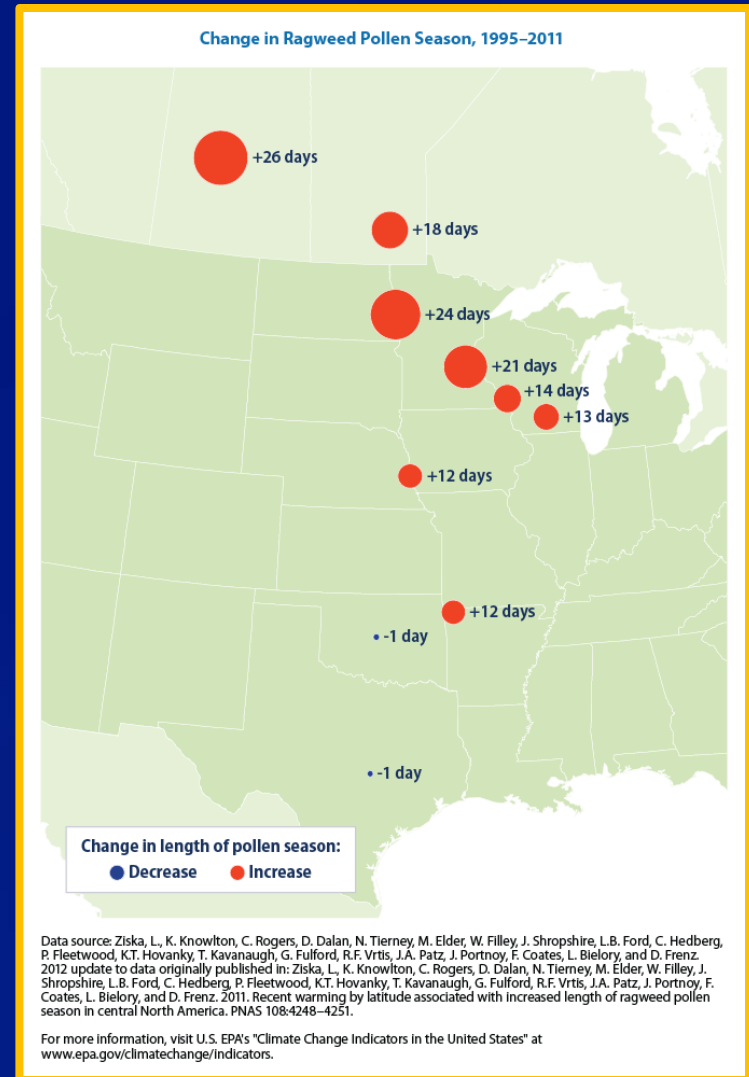 Change in Ragweed Pollen Season, 1995–2011
+26 days
+18 days
+24 days
+21 days
+14 days
+13 days
+12 days
+12 days
-1 day
-1 day
Change in length of pollen season:
Decrease Increase
Data source: Ziska, L., K. Knowlton, C. Rogers, D. Dalan, N. Tierney, M. Elder, W. Filley, J. Shropshire, L.B. Ford, C. Hedberg,
P. Fleetwood, K.T. Hovanky, T. Kavanaugh, G. Fulford, R.F. Vrtis, J.A. Patz, J. Portnoy, F. Coates, L. Bielory, and D. Frenz.
2012 update to data originally published in: Ziska, L., K. Knowlton, C. Rogers, D. Dalan, N. Tierney, M. Elder, W. Filley, J.
Shropshire, L.B. Ford, C. Hedberg, P. Fleetwood, K.T. Hovanky, T. Kavanaugh, G. Fulford, R.F. Vrtis, J.A. Patz, J. Portnoy, F.
Coates, L. Bielory, and D. Frenz. 2011. Recent warming by latitude associated with increased length of ragweed pollen
season in central North America. PNAS 108:4248–4251.
For more information, visit U.S. EPA's "Climate Change Indicators in the United States" at
www.epa.gov/climatechange/indicators.